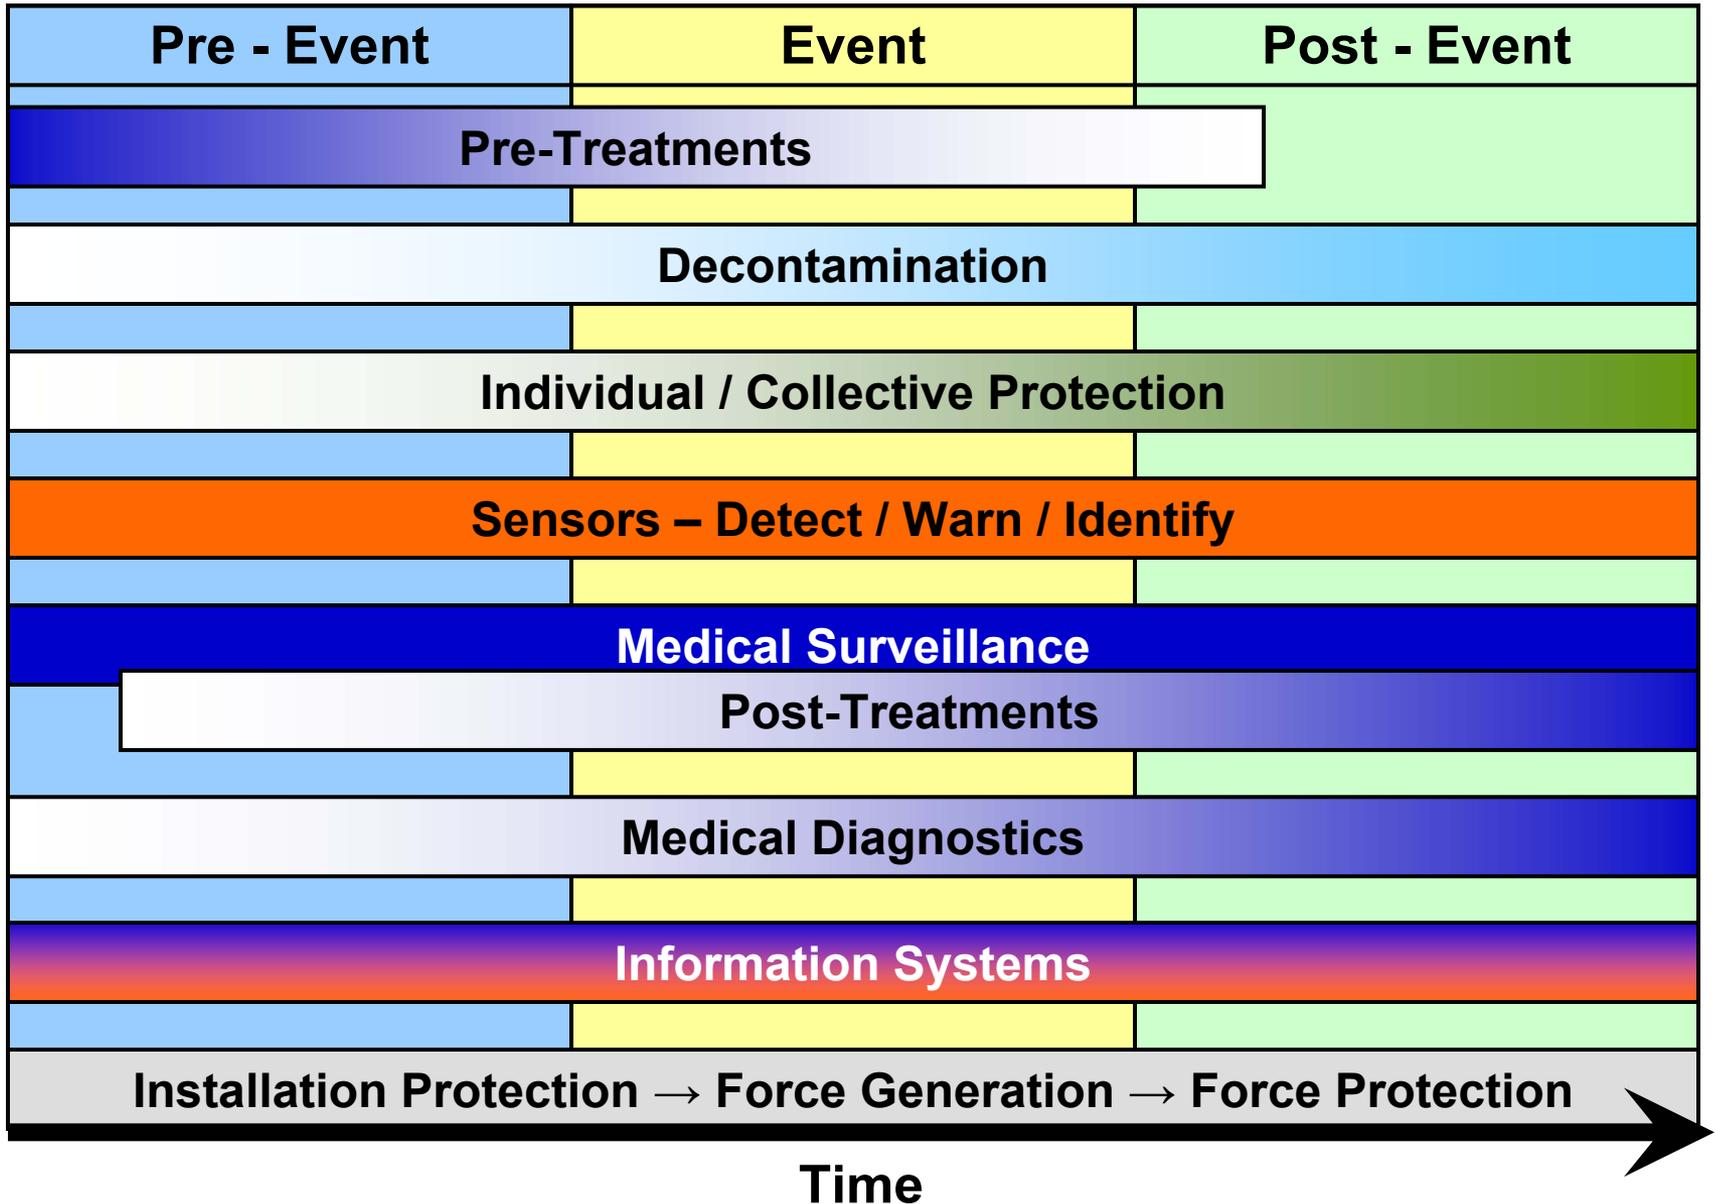 Pre - Event
Event
Post - Event
Pre-Treatments
Decontamination
Individual / Collective Protection
Sensors – Detect / Warn / Identify
Medical Surveillance
Post-Treatments
Medical Diagnostics
Information Systems
Installation Protection → Force Generation → Force Protection
Time